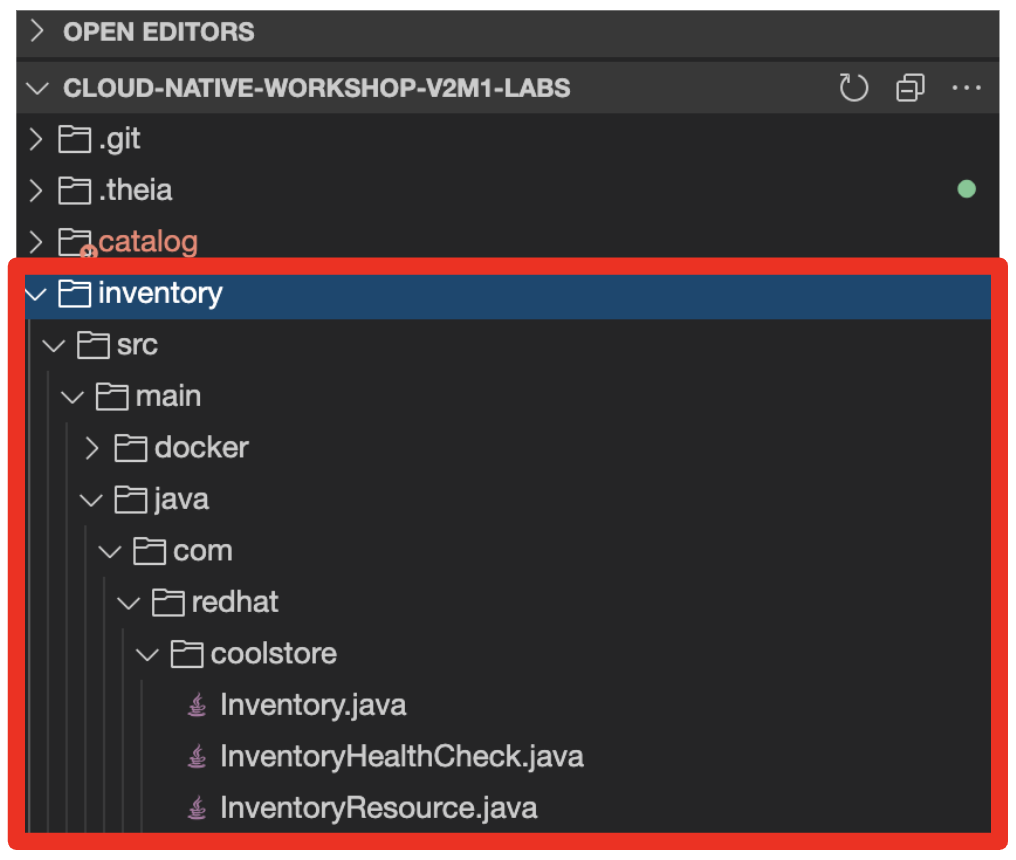 OPEN EDITORS
CLOUD-NATIVE-WORKSHOP-V2M1-LABS
.git
.theia
catalog
inventory
src
main
docker
java
com
redhat
coolstore
Inventory.java
InventoryHealthCheck.java
InventoryResource.java